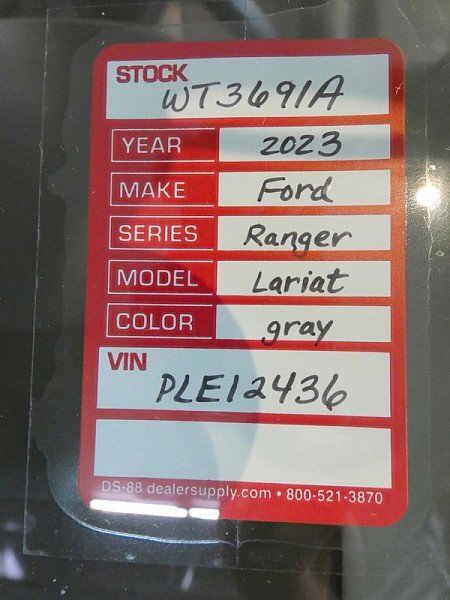 STOCK
WT3691A
YEAR 2023
MAKE Ford
SERIES Ranger
MODEL Lariat
COLOR gray
VIN
PLE12436
DS-88 dealersupply.com • 800-521-3870